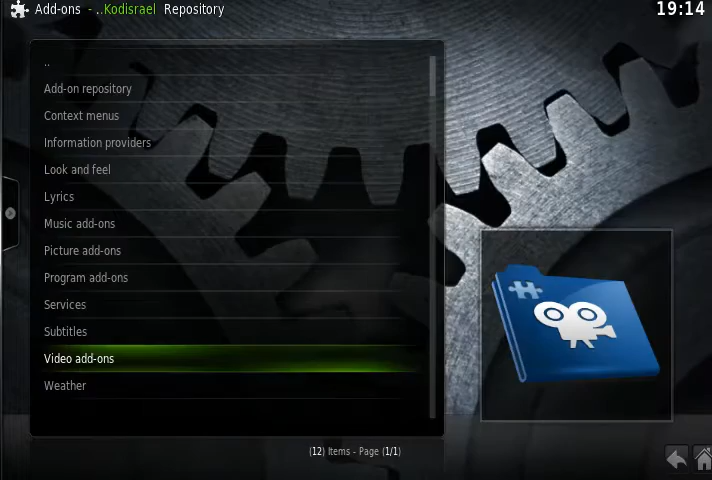 Add-ons - ..Kodisrael Repository
19:14
..
Add-on repository
Context menus
Information providers
Look and feel
Lyrics
Music add-ons
Picture add-ons
Program add-ons
Services
Subtitles
Video add-ons
Weather
(12) Items - Page (1/1)